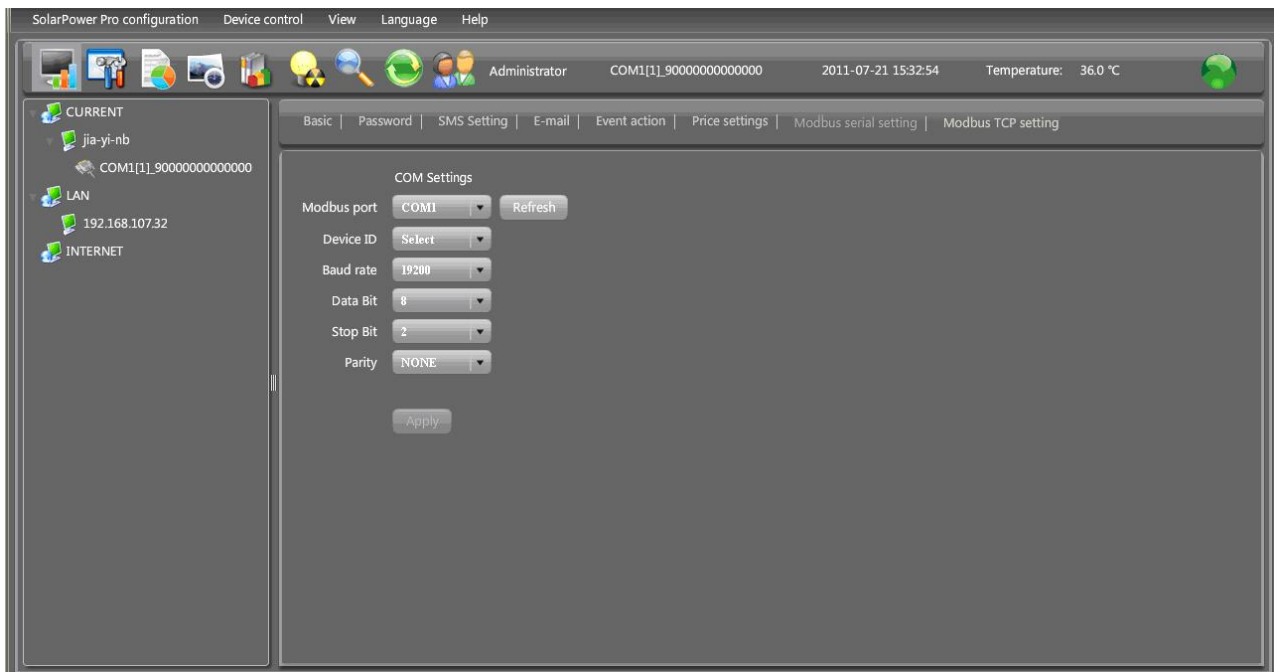 SolarPower Pro configuration Device control View Language Help
Administrator COM1[1]_90000000000000 2011-07-21 15:32:54 Temperature: 36.0 ℃
CURRENT
jia-yi-nb
COM1[1]_90000000000000
LAN
192.168.107.32
INTERNET
Basic | Password | SMS Setting | E-mail | Event action | Price settings | Modbus serial setting | Modbus TCP setting
COM Settings
Modbus port COM1 Refresh
Device ID Select
Baud rate 19200
Data Bit 8
Stop Bit 2
Parity NONE
Apply